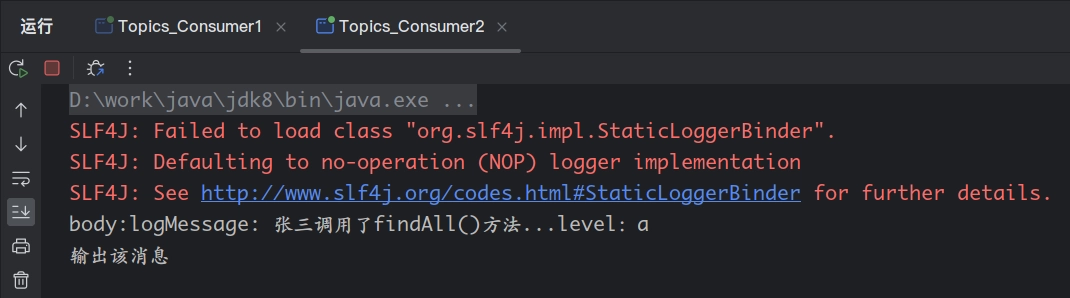 运行 Topics_Consumer1 Topics_Consumer2
D:\work\java\jdk8\bin\java.exe ...
SLF4J: Failed to load class "org.slf4j.impl.StaticLoggerBinder".
SLF4J: Defaulting to no-operation (NOP) logger implementation
SLF4J: See http://www.slf4j.org/codes.html#StaticLoggerBinder for further details.
body:logMessage: 张三调用了findAll()方法...level: a
输出该消息